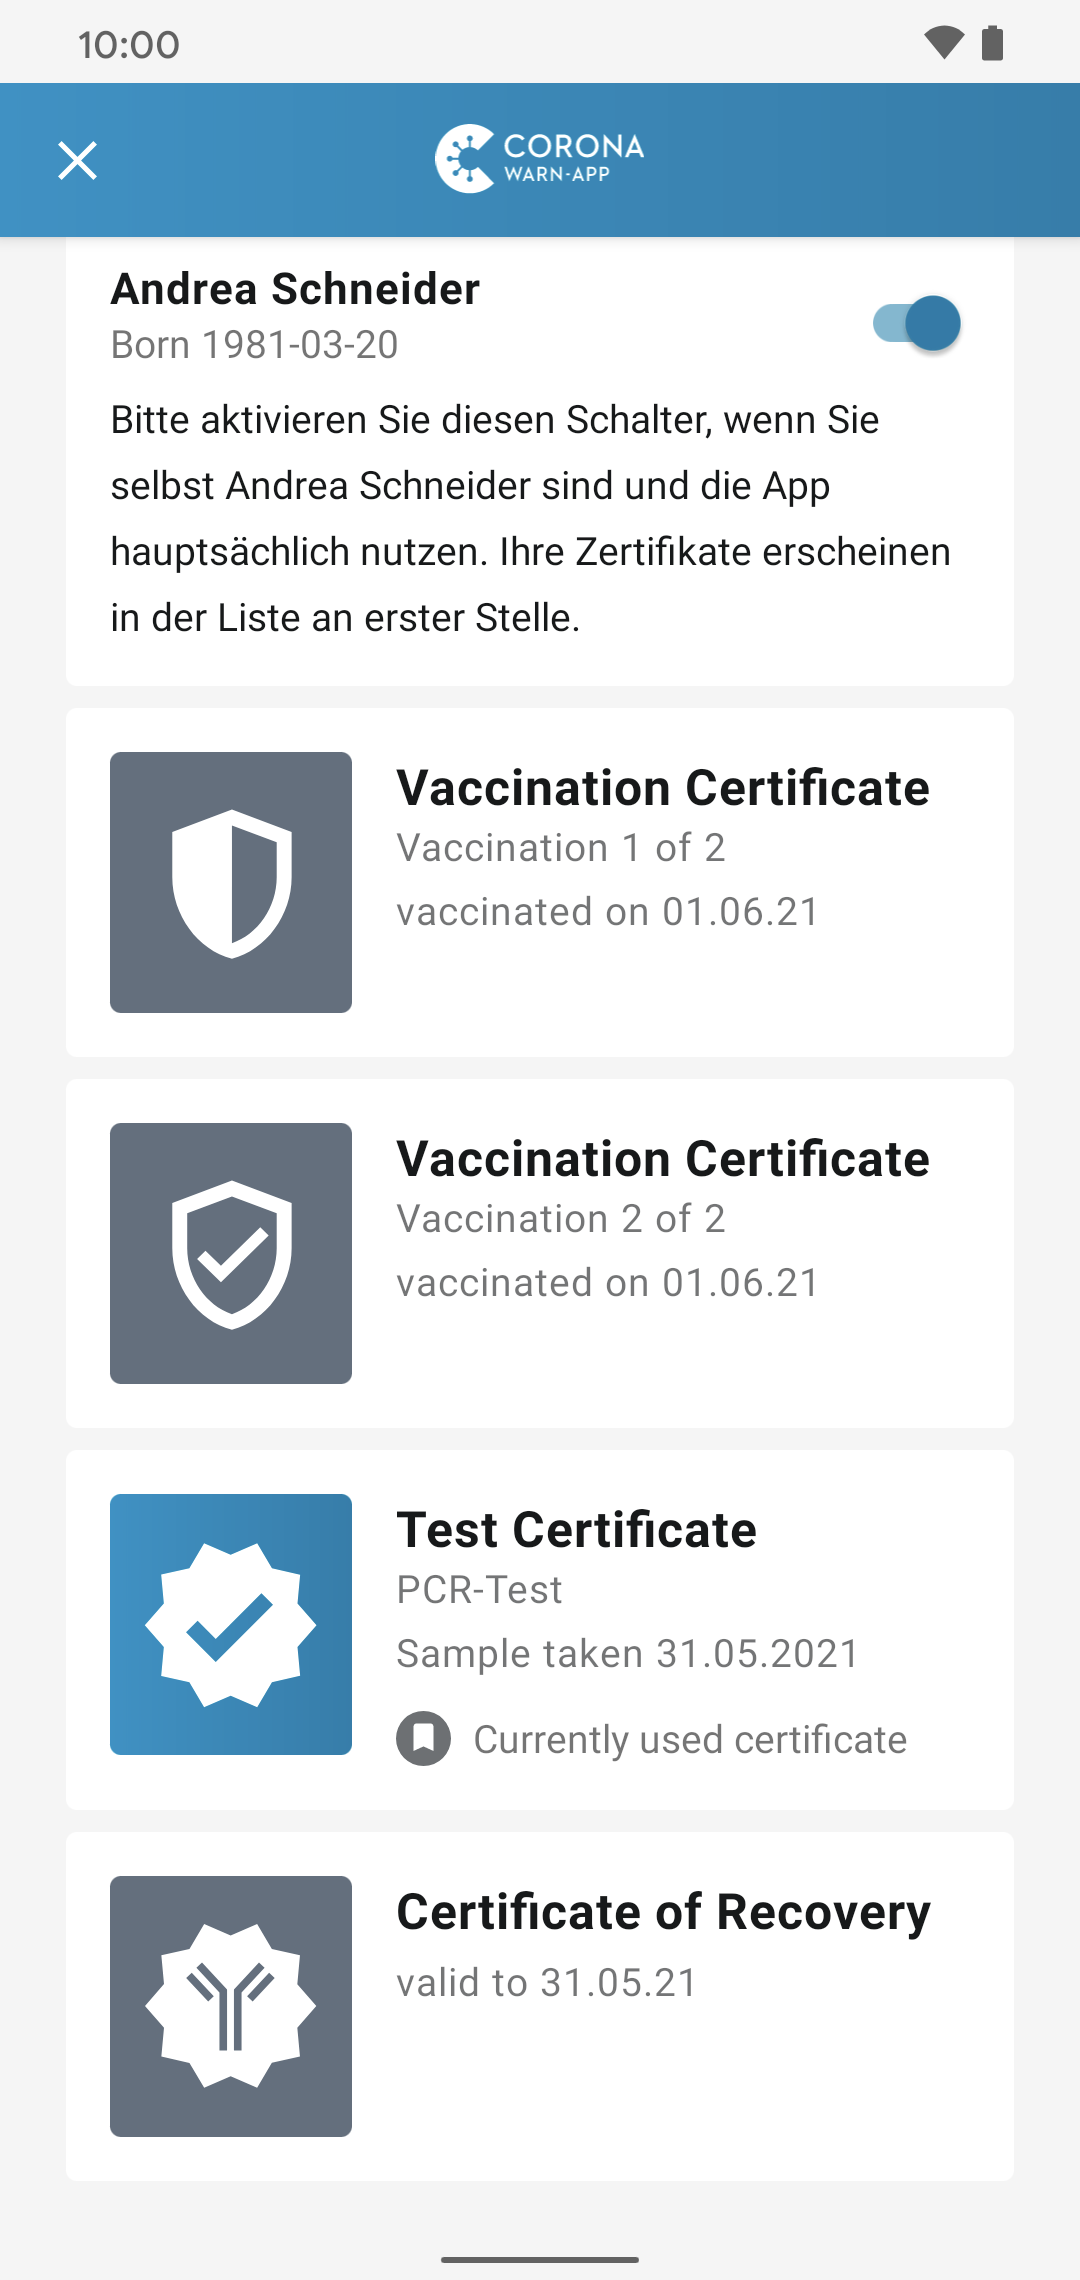 10:00
CORONA
WARN-APP
Andrea Schneider
Born 1981-03-20
Bitte aktivieren Sie diesen Schalter, wenn Sie
selbst Andrea Schneider sind und die App
hauptsächlich nutzen. Ihre Zertifikate erscheinen
in der Liste an erster Stelle.
Vaccination Certificate
Vaccination 1 of 2
vaccinated on 01.06.21
Vaccination Certificate
Vaccination 2 of 2
vaccinated on 01.06.21
Test Certificate
PCR-Test
Sample taken 31.05.2021
Currently used certificate
Certificate of Recovery
valid to 31.05.21